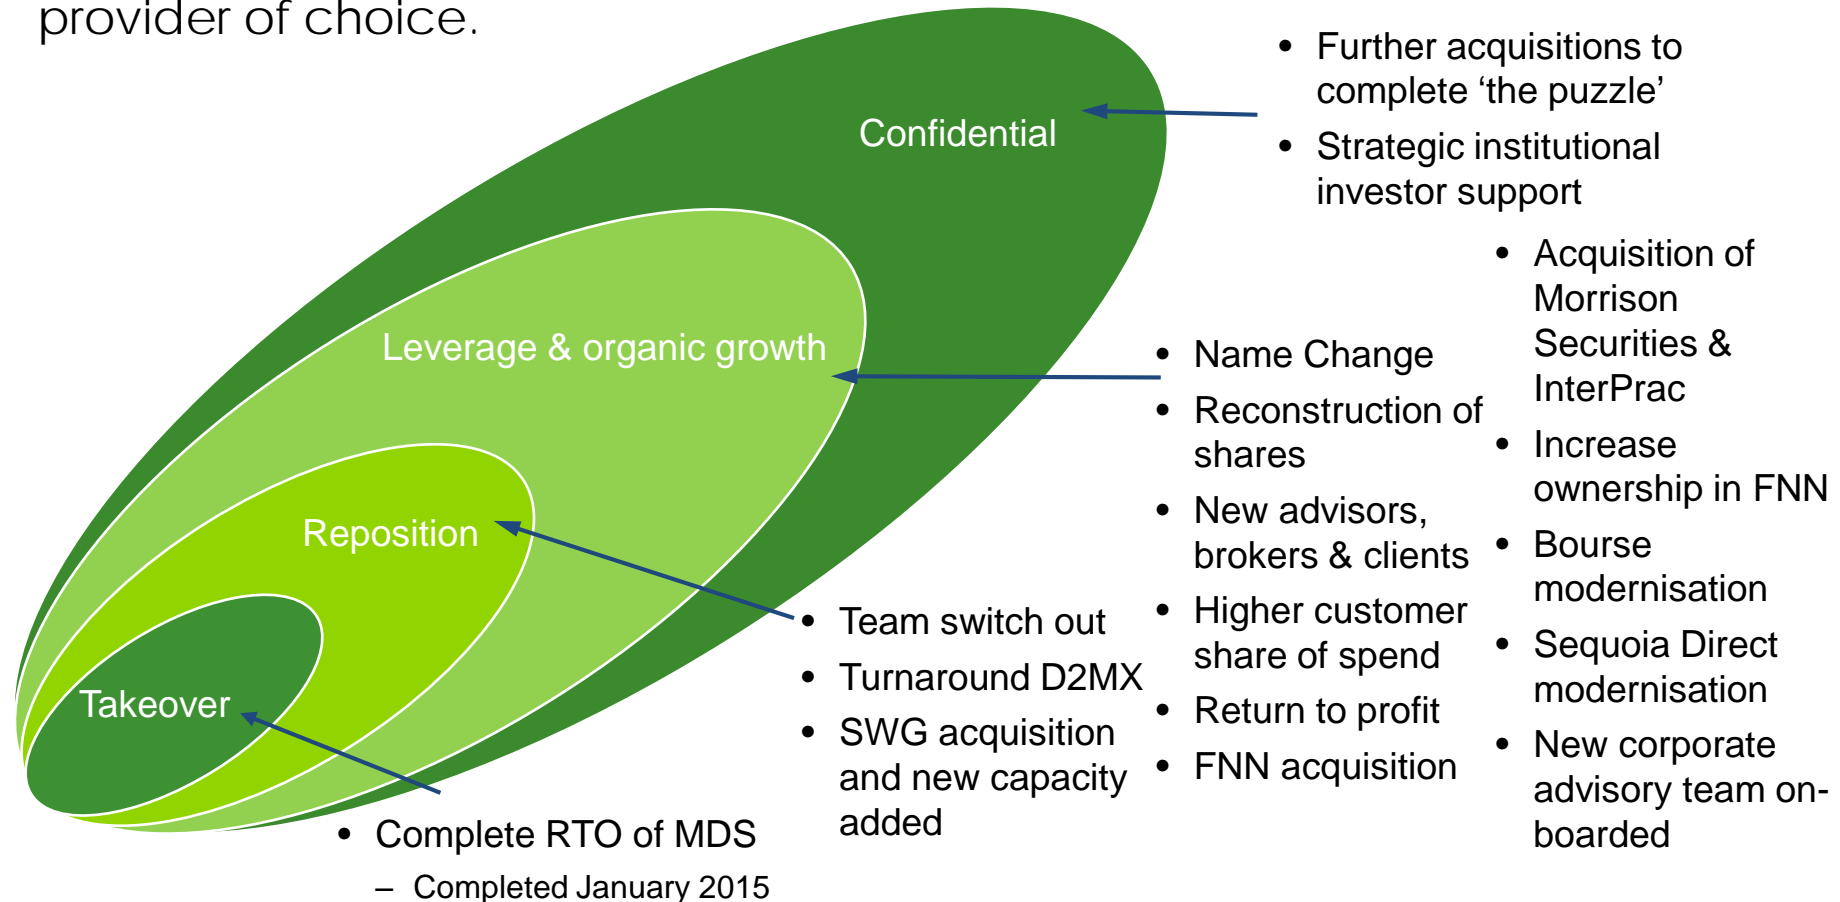 provider of choice.
Confidential
• Further acquisitions to
complete ‘the puzzle’
• Strategic institutional
investor support
Leverage & organic growth
• Name Change
• Reconstruction of
shares
• New advisors,
brokers & clients
• Higher customer
share of spend
• Return to profit
• FNN acquisition
• Acquisition of
Morrison
Securities &
InterPrac
• Increase
ownership in FNN
• Bourse
modernisation
• Sequoia Direct
modernisation
• New corporate
advisory team on-
boarded
Reposition
• Team switch out
• Turnaround D2MX
• SWG acquisition
and new capacity
added
Takeover
• Complete RTO of MDS
– Completed January 2015